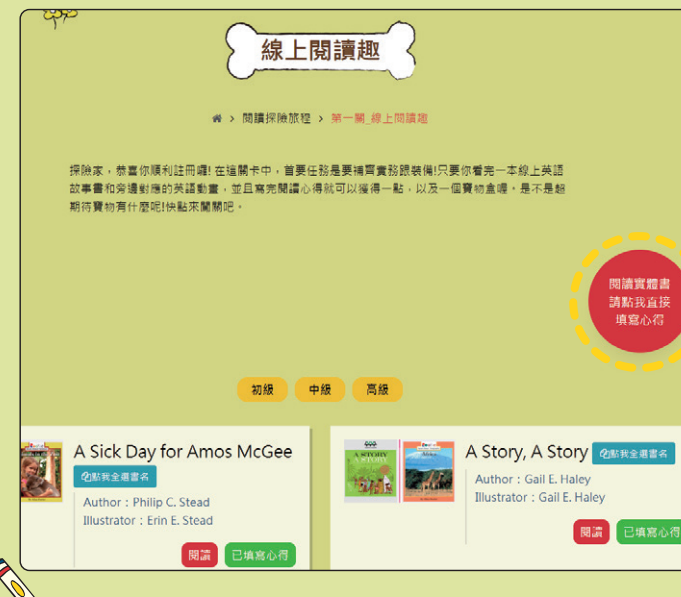 線上閱讀趣
> 閱讀探險旅程 > 第一關_線上閱讀趣
探險家，恭喜你順利註冊囉!在這關卡中，首要任務是要補齊實務跟裝備!只要你看完一本線上英語
故事書和旁邊對應的英語動畫，並且寫完閱讀心得就可以獲得一點，以及一個寶物盒喔。是不是超
期待寶物有什麼呢!快點來闖關吧。
閱讀實體書
請點我直接
填寫心得
初級 中級 高級
A Sick Day for Amos McGee
點我全選書名
Author : Philip C. Stead
Illustrator : Erin E. Stead
閱讀 已填寫心得
A STORY
A Story, A Story 點我全選書名
Author : Gail E. Haley
Illustrator : Gail E. Haley
閱讀 已填寫心得